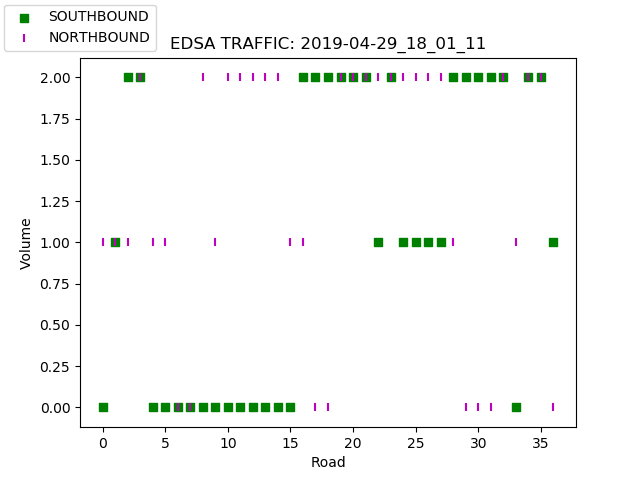 SOUTHBOUND
NORTHBOUND
EDSA TRAFFIC: 2019-04-29_18_01_11
2.00
1.75
1.50
1.25
1.00
0.75
0.50
0.25
0.00
Volume
0 5 10 15 20 25 30 35
Road